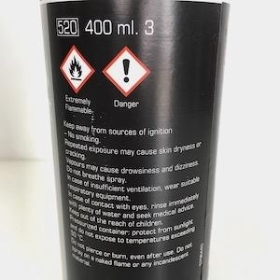 520 400 ml. 3
Extremely
Flammable.
Danger
Keep away from sources of ignition
- No smoking.
Repeated exposure may cause skin dryness or
cracking.
Vapours may cause drowsiness and dizziness.
Do not breathe spray.
In case of insufficient ventilation, wear suitable
respiratory equipment.
In case of contact with eyes, rinse immediately
with plenty of water and seek medical advice.
Keep out of the reach of children.
Pressurized container: protect from sunlight
and do not expose to temperatures exceeding
Do not pierce or burn, even after use. Do not
spray on a naked flame or any incandescent
material.